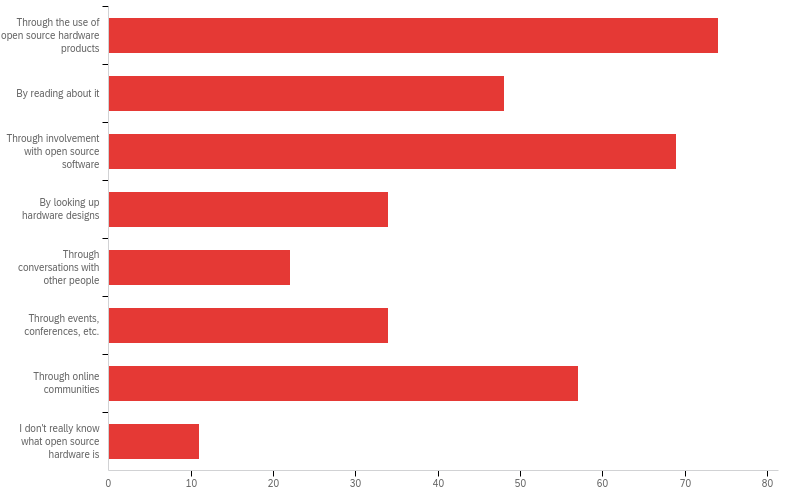 Through the use of
open source hardware
products
By reading about it
Through involvement
with open source
software
By looking up
hardware designs
Through
conversations with
other people
Through events,
conferences, etc.
Through online
communities
I don't really know
what open source
hardware is
0 10 20 30 40 50 60 70 80